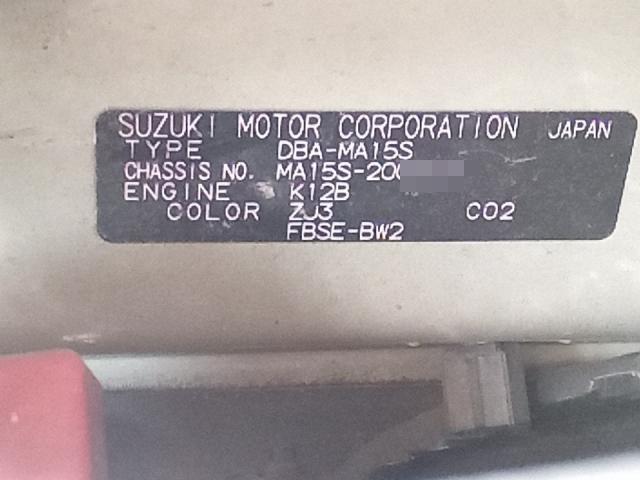 SUZUKI MOTOR CORPORATION JAPAN
TYPE DBA-MA15S
CHASSIS NO. MA15S-20
ENGINE K12B
COLOR ZJ3 C02
FBSE-BW2